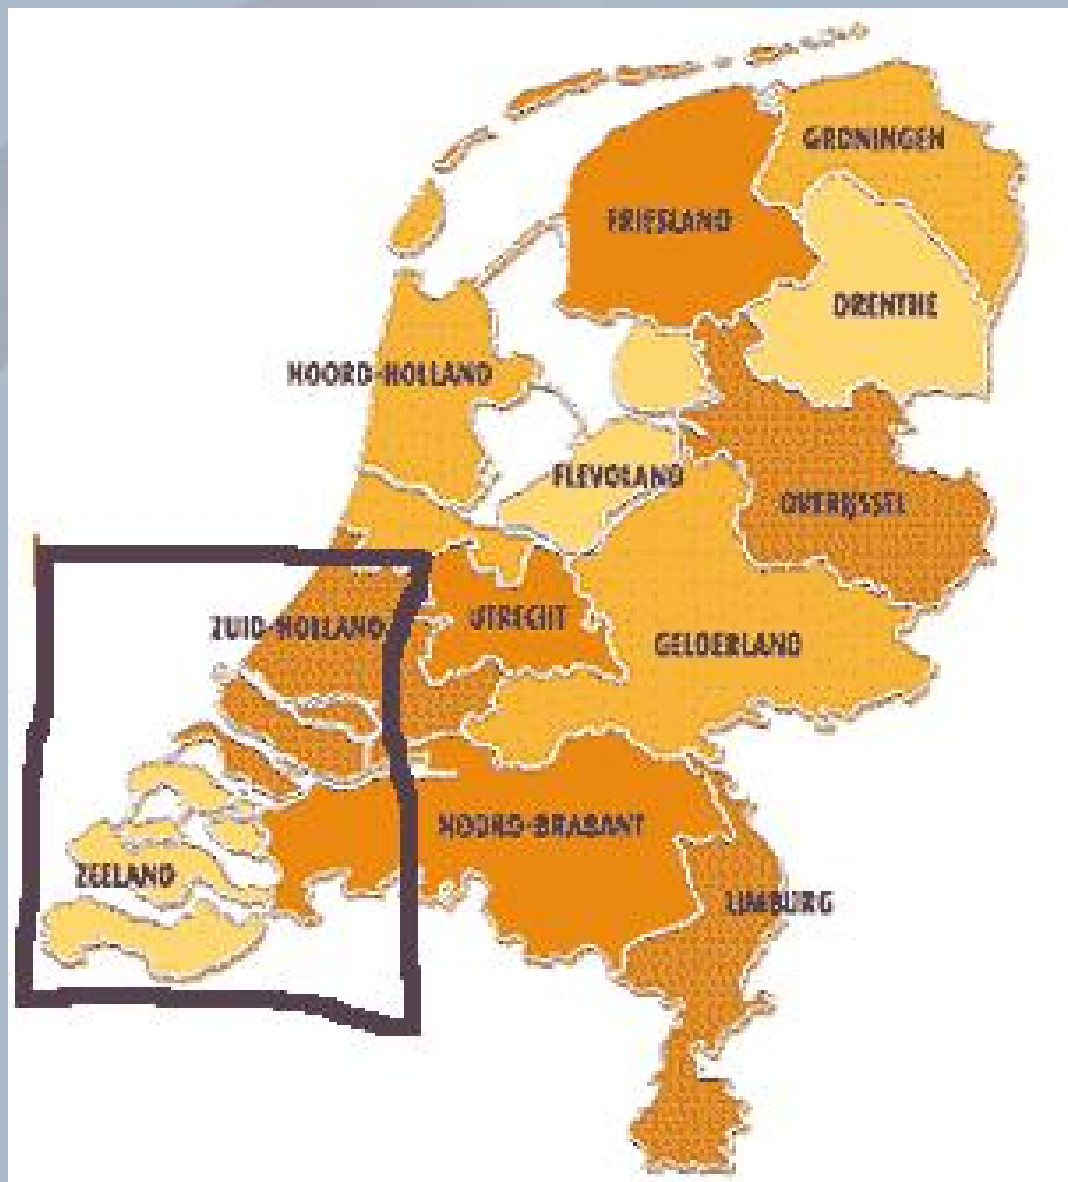 GRONINGEN
FRIESLAND
DRENTHE
NOORD-HOLLAND
FLEVOLAND
OVERIJSSEL
UTRECHT
ZUID-HOLLAND
GELDERLAND
NOORD-BRABANT
ZEELAND
LIMBURG